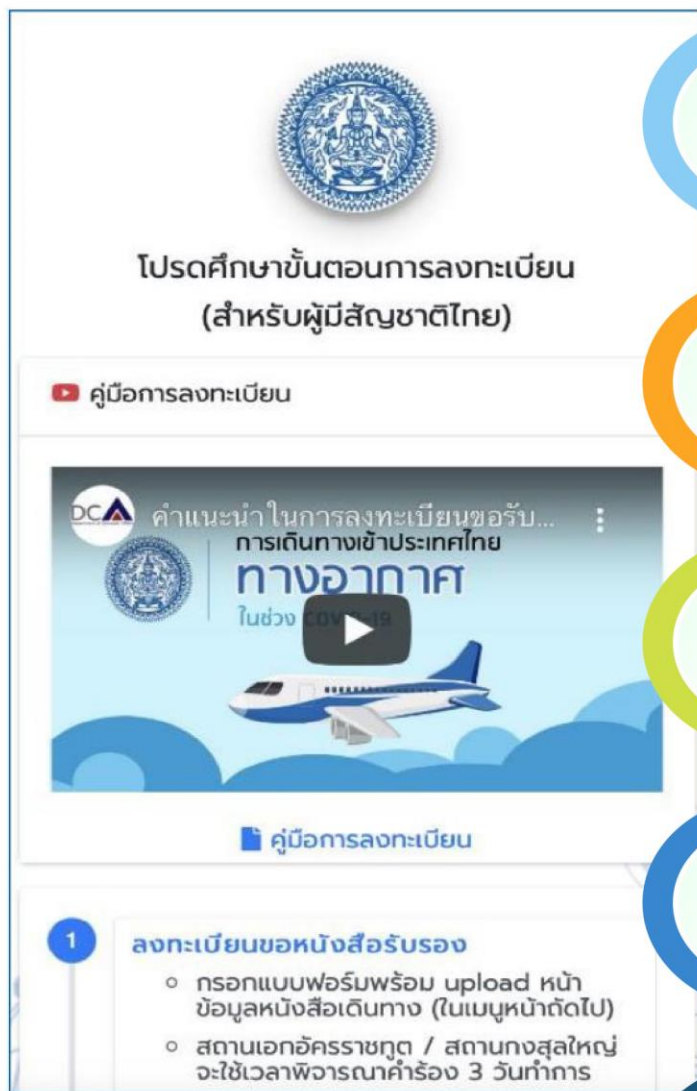 โปรดศึกษาขั้นตอนการลงทะเบียน
(สำหรับผู้มีสัญชาติไทย)
คู่มือการลงทะเบียน
DCA คำแนะนำในการลงทะเบียนขอรับ...
การเดินทางเข้าประเทศไทย
ทางอากาศ
ในช่วง COVID-19
คู่มือการลงทะเบียน
1 ลงทะเบียนขอหนังสือรับรอง
กรอกแบบฟอร์มพร้อม upload หน้า
ข้อมูลหนังสือเดินทาง (ในเมนูหน้าถัดไป)
สถานเอกอัครราชทูต / สถานกงสุลใหญ่
จะใช้เวลาพิจารณาคำร้อง 3 วันทำการ